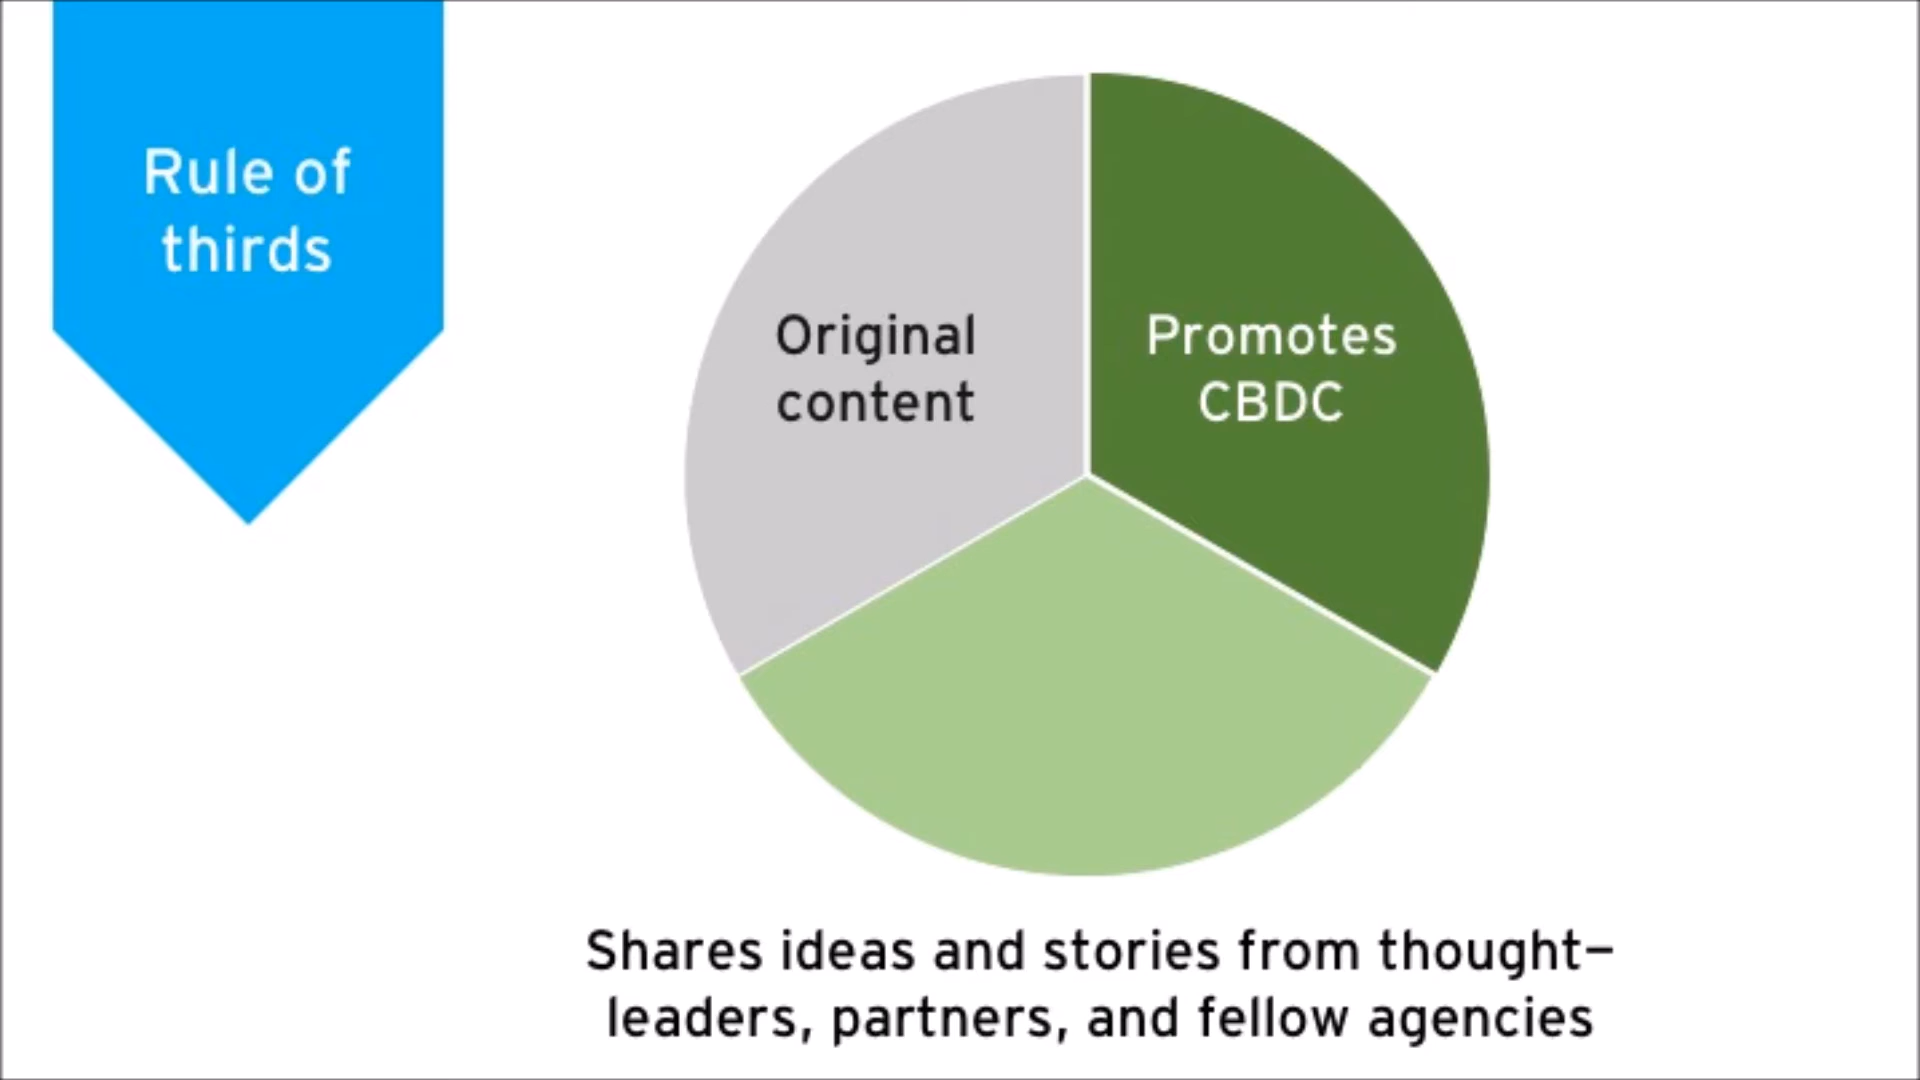 Rule of
thirds
Original
content
Promotes
CBDC
Shares ideas and stories from thought–
leaders, partners, and fellow agencies